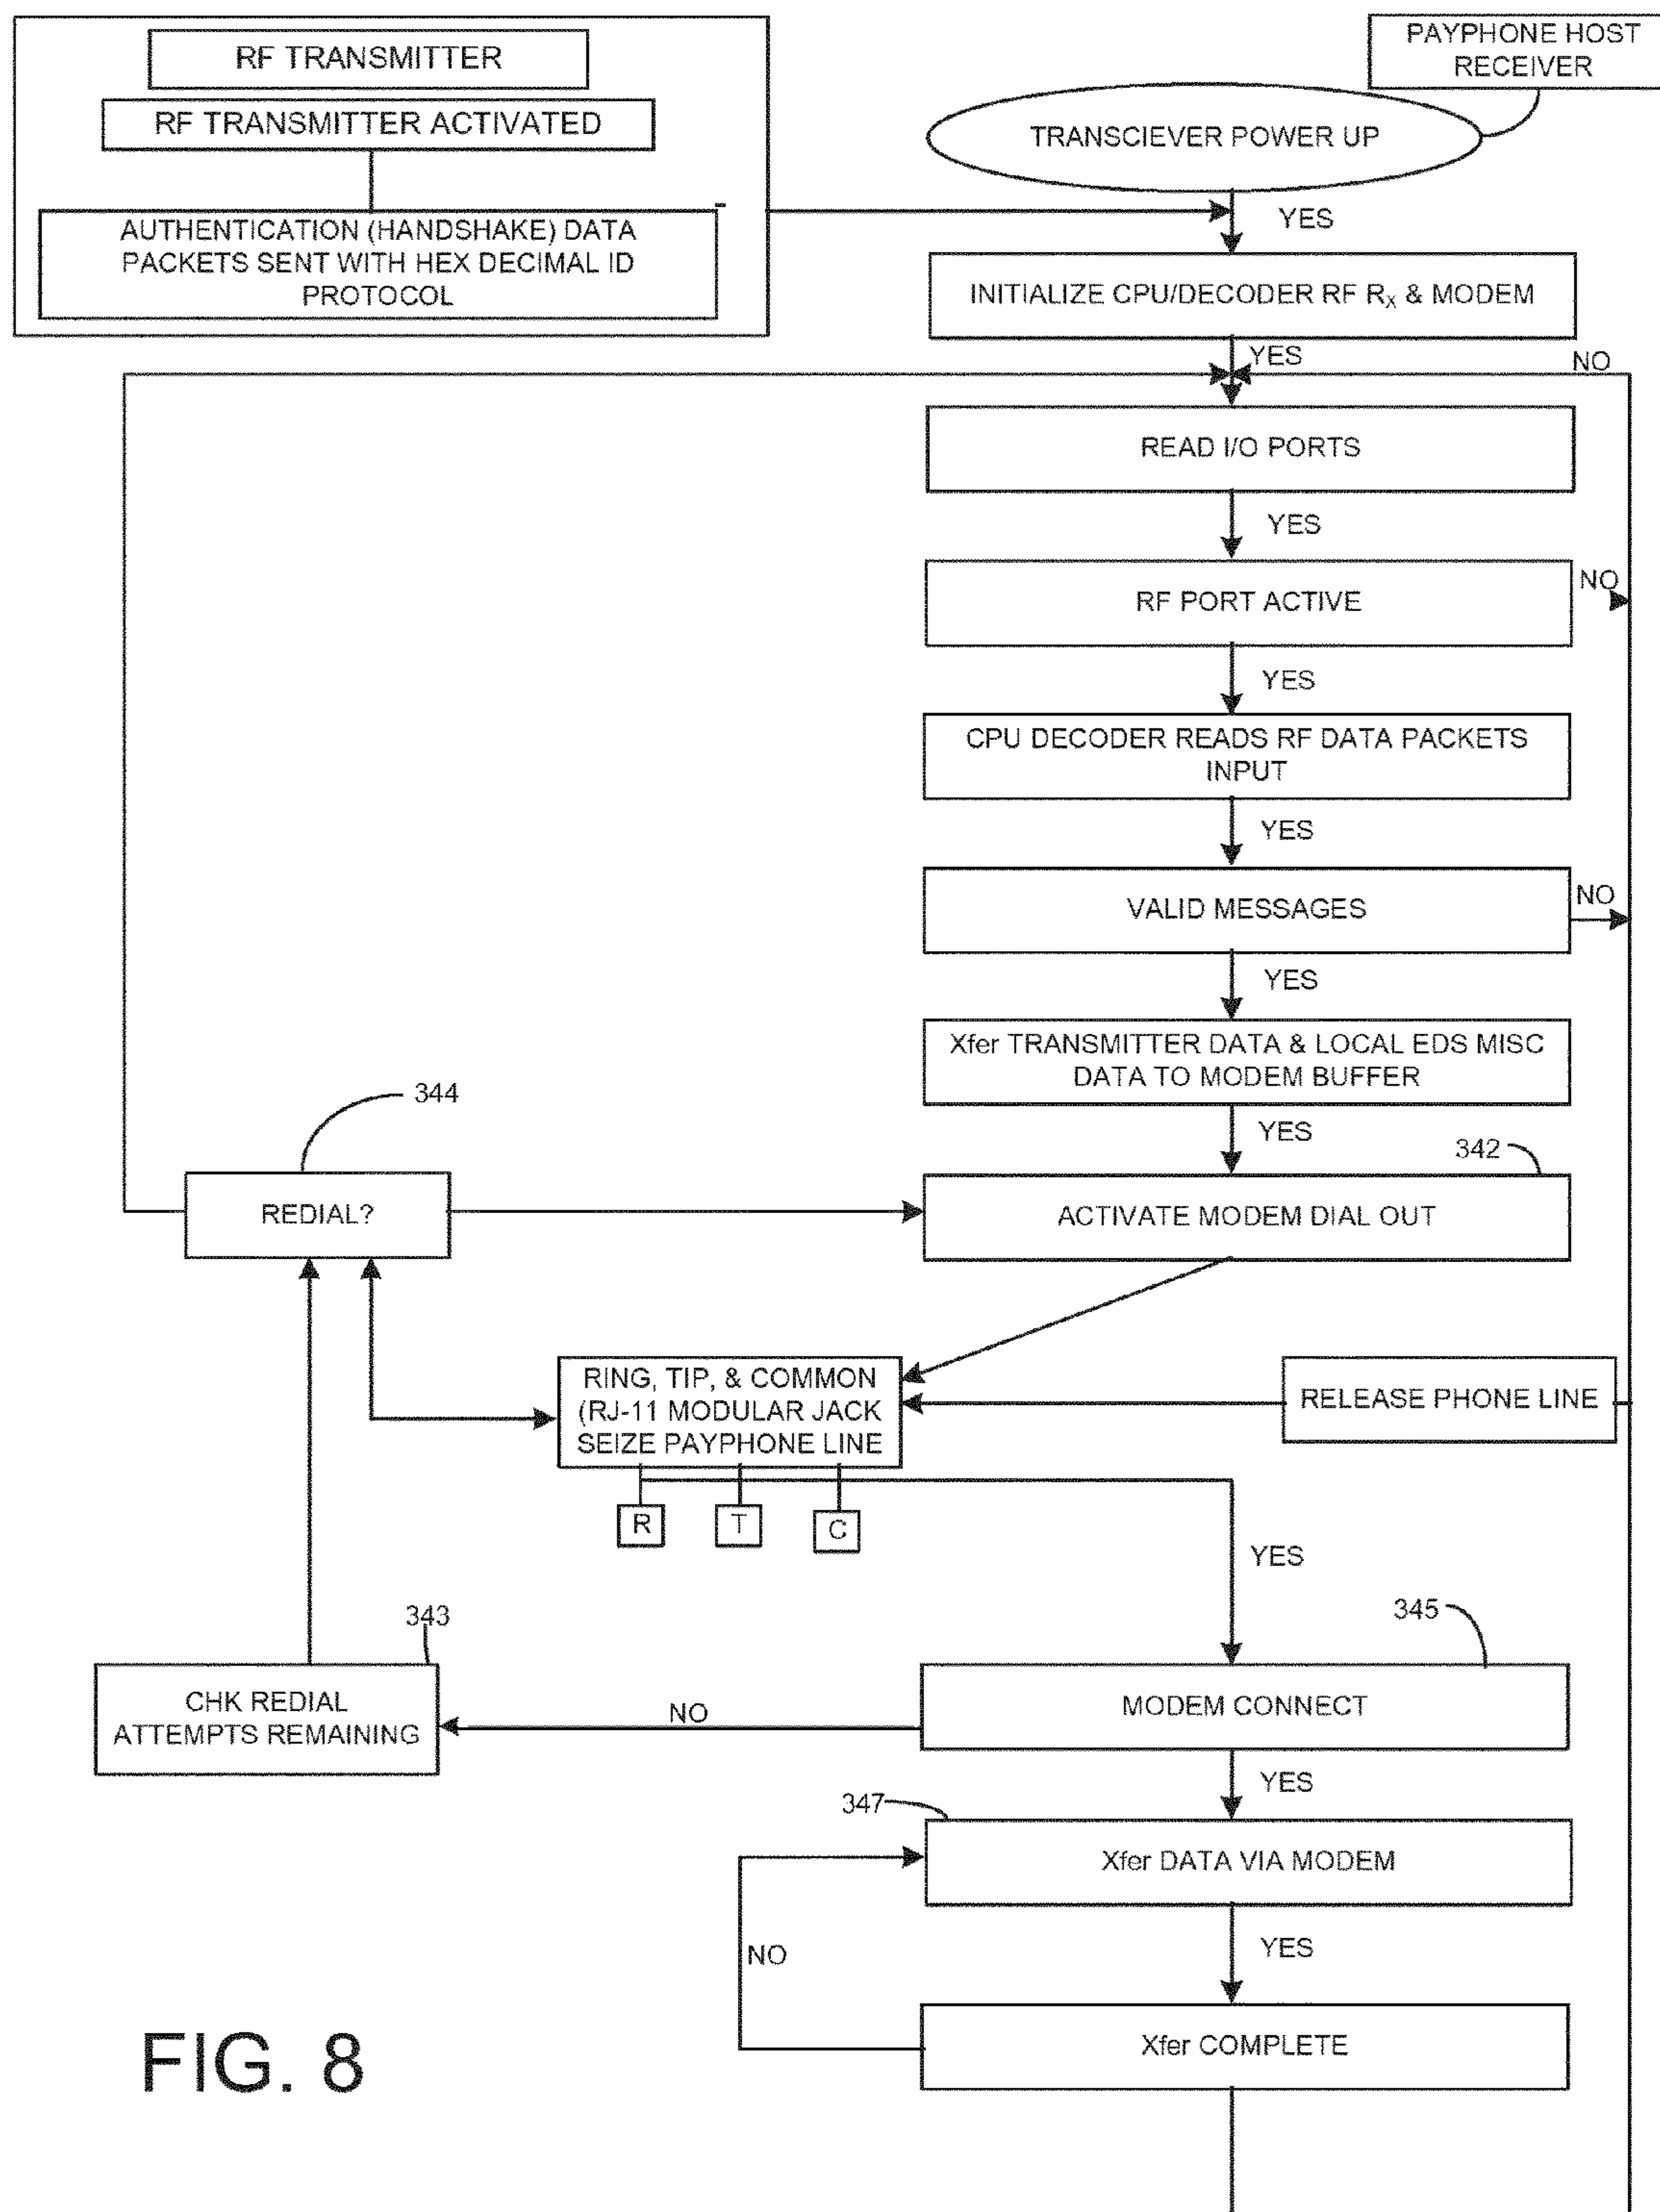 RF TRANSMITTER
RF TRANSMITTER ACTIVATED
AUTHENTICATION (HANDSHAKE) DATA
PACKETS SENT WITH HEX DECIMAL ID
PROTOCOL
PAYPHONE HOST
RECEIVER
TRANSCIEVER POWER UP
YES
INITIALIZE CPU/DECODER RF RX & MODEM
YES
NO
READ I/O PORTS
YES
RF PORT ACTIVE
NO
YES
CPU DECODER READS RF DATA PACKETS
INPUT
YES
VALID MESSAGES
NO
YES
Xfer TRANSMITTER DATA & LOCAL EDS MISC
DATA TO MODEM BUFFER
YES
344
342
REDIAL?
ACTIVATE MODEM DIAL OUT
RING, TIP, & COMMON
(RJ-11 MODULAR JACK
SEIZE PAYPHONE LINE
RELEASE PHONE LINE
R
T
C
YES
343
345
CHK REDIAL
ATTEMPTS REMAINING
NO
MODEM CONNECT
YES
347
Xfer DATA VIA MODEM
NO
YES
Xfer COMPLETE
FIG. 8